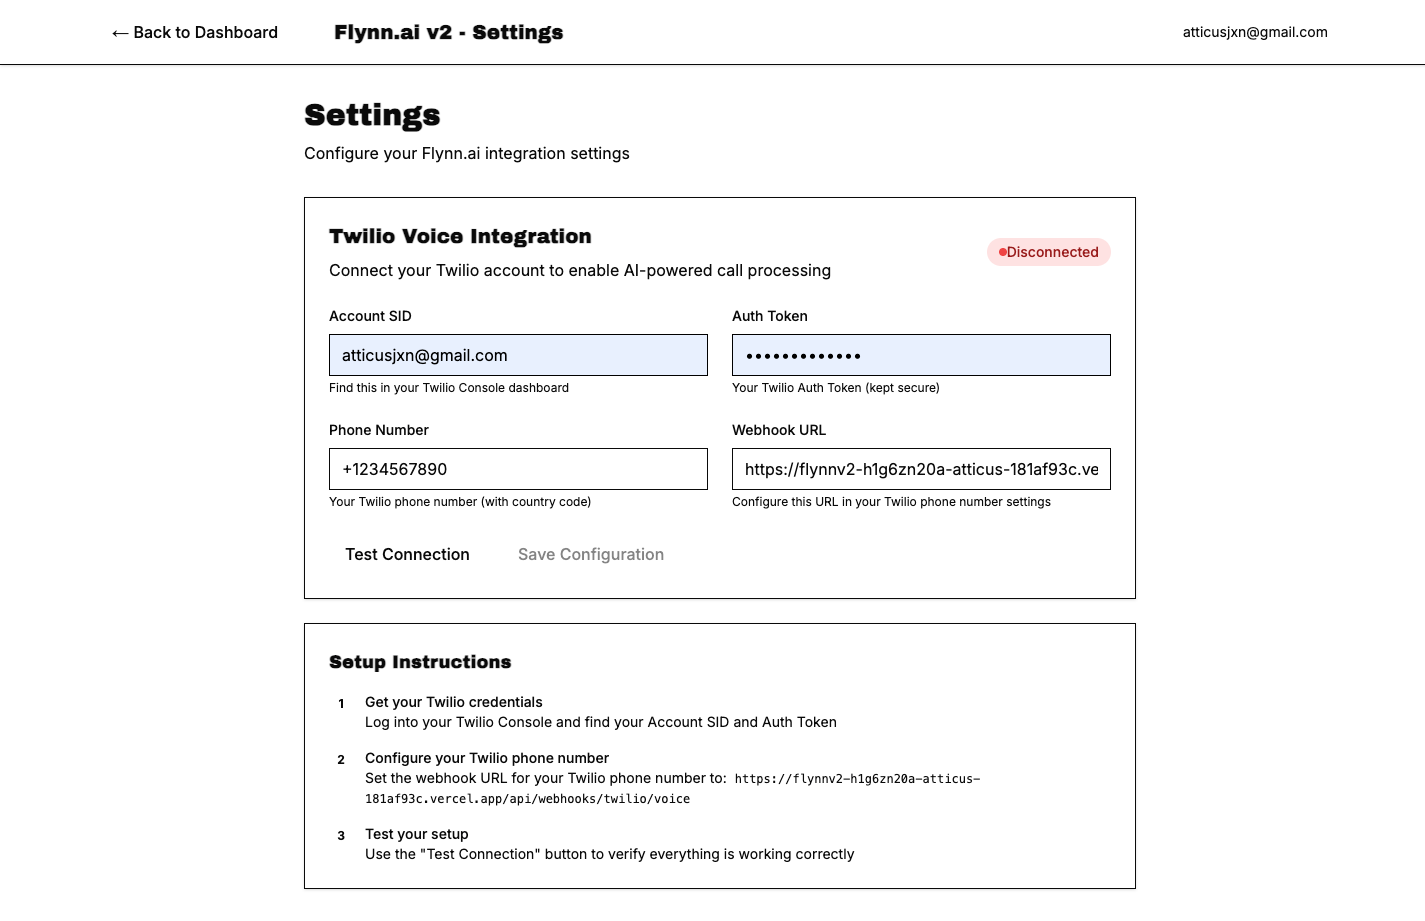 ← Back to Dashboard
Flynn.ai v2 - Settings
atticusjxn@gmail.com
Settings
Configure your Flynn.ai integration settings
Twilio Voice Integration
Connect your Twilio account to enable AI-powered call processing
Disconnected
Account SID
Auth Token
atticusjxn@gmail.com
•••••••••••••
Find this in your Twilio Console dashboard
Your Twilio Auth Token (kept secure)
Phone Number
Webhook URL
+1234567890
https://flynnv2-h1g6zn20a-atticus-181af93c.ve
Your Twilio phone number (with country code)
Configure this URL in your Twilio phone number settings
Test Connection
Save Configuration
Setup Instructions
1 Get your Twilio credentials
Log into your Twilio Console and find your Account SID and Auth Token
2 Configure your Twilio phone number
Set the webhook URL for your Twilio phone number to: https://flynnv2-h1g6zn20a-atticus-
181af93c.vercel.app/api/webhooks/twilio/voice
3 Test your setup
Use the "Test Connection" button to verify everything is working correctly